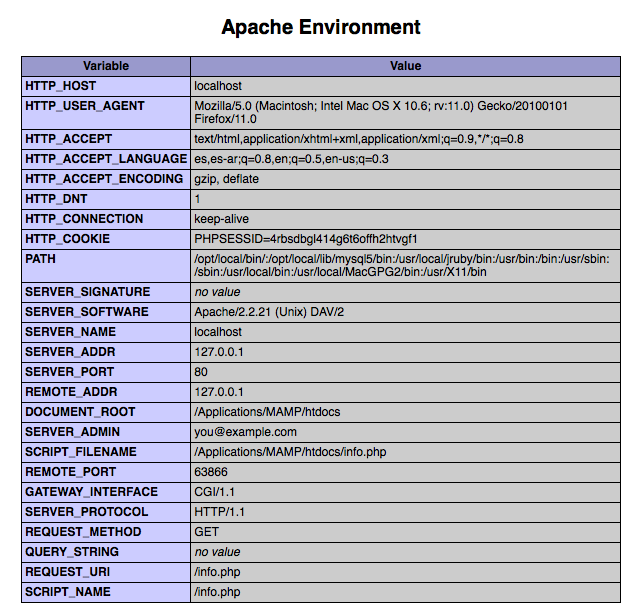 Apache Environment
Variable Value
HTTP_HOST localhost
HTTP_USER_AGENT Mozilla/5.0 (Macintosh; Intel Mac OS X 10.6; rv:11.0) Gecko/20100101
Firefox/11.0
HTTP_ACCEPT text/html,application/xhtml+xml,application/xml;q=0.9,*/*;q=0.8
HTTP_ACCEPT_LANGUAGE es,es-ar;q=0.8,en;q=0.5,en-us;q=0.3
HTTP_ACCEPT_ENCODING gzip, deflate
HTTP_DNT 1
HTTP_CONNECTION keep-alive
HTTP_COOKIE PHPSESSID=4rbsdbgl414g6t6offh2htvgf1
PATH /opt/local/bin/:/opt/local/lib/mysql5/bin:/usr/local/jruby/bin:/usr/bin:/bin:/usr/sbin:
/sbin:/usr/local/bin:/usr/local/MacGPG2/bin:/usr/X11/bin
SERVER_SIGNATURE no value
SERVER_SOFTWARE Apache/2.2.21 (Unix) DAV/2
SERVER_NAME localhost
SERVER_ADDR 127.0.0.1
SERVER_PORT 80
REMOTE_ADDR 127.0.0.1
DOCUMENT_ROOT /Applications/MAMP/htdocs
SERVER_ADMIN you@example.com
SCRIPT_FILENAME /Applications/MAMP/htdocs/info.php
REMOTE_PORT 63866
GATEWAY_INTERFACE CGI/1.1
SERVER_PROTOCOL HTTP/1.1
REQUEST_METHOD GET
QUERY_STRING no value
REQUEST_URI /info.php
SCRIPT_NAME /info.php